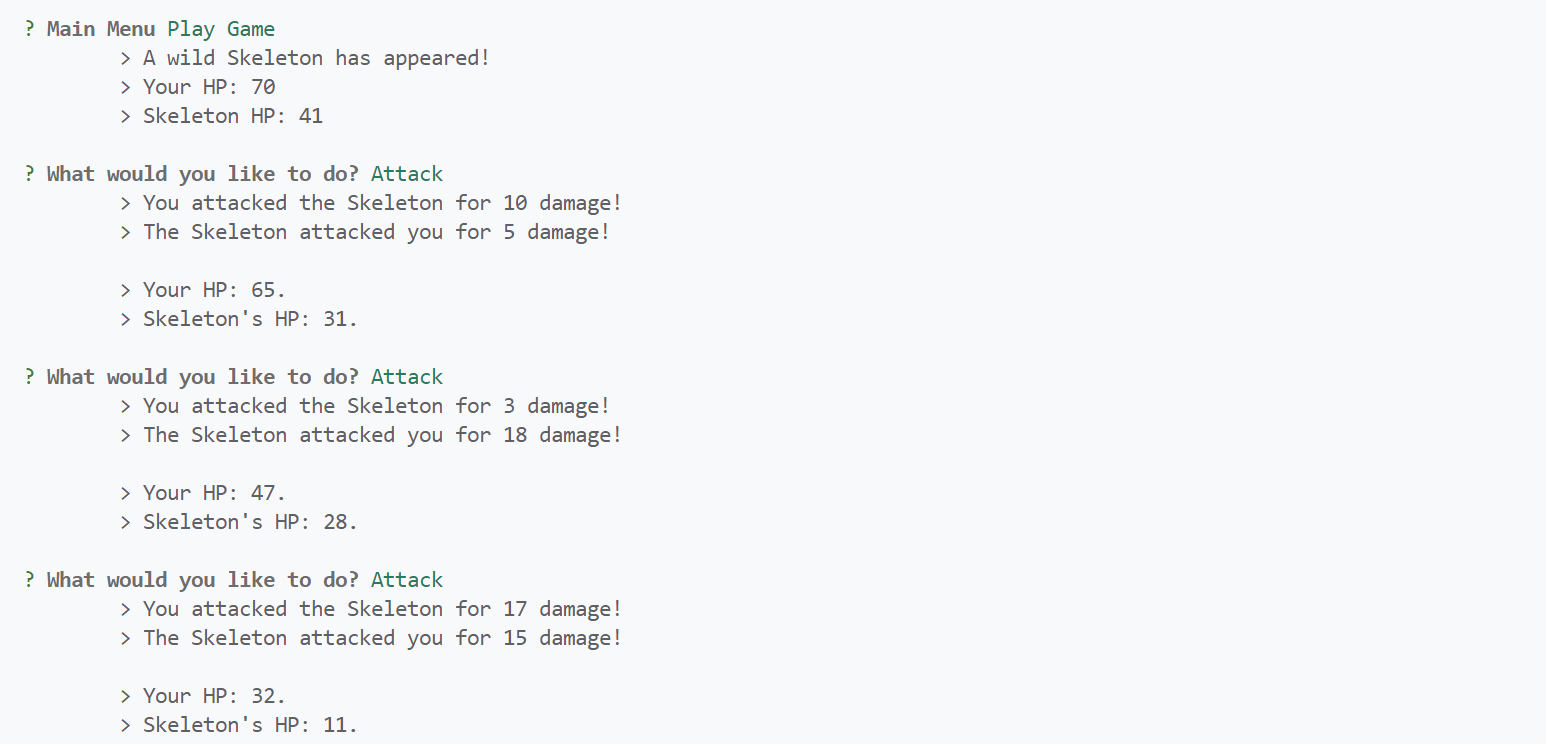 ? Main Menu Play Game
> A wild Skeleton has appeared!
> Your HP: 70
> Skeleton HP: 41
? What would you like to do? Attack
> You attacked the Skeleton for 10 damage!
> The Skeleton attacked you for 5 damage!
> Your HP: 65.
> Skeleton's HP: 31.
? What would you like to do? Attack
> You attacked the Skeleton for 3 damage!
> The Skeleton attacked you for 18 damage!
> Your HP: 47.
> Skeleton's HP: 28.
? What would you like to do? Attack
> You attacked the Skeleton for 17 damage!
> The Skeleton attacked you for 15 damage!
> Your HP: 32.
> Skeleton's HP: 11.